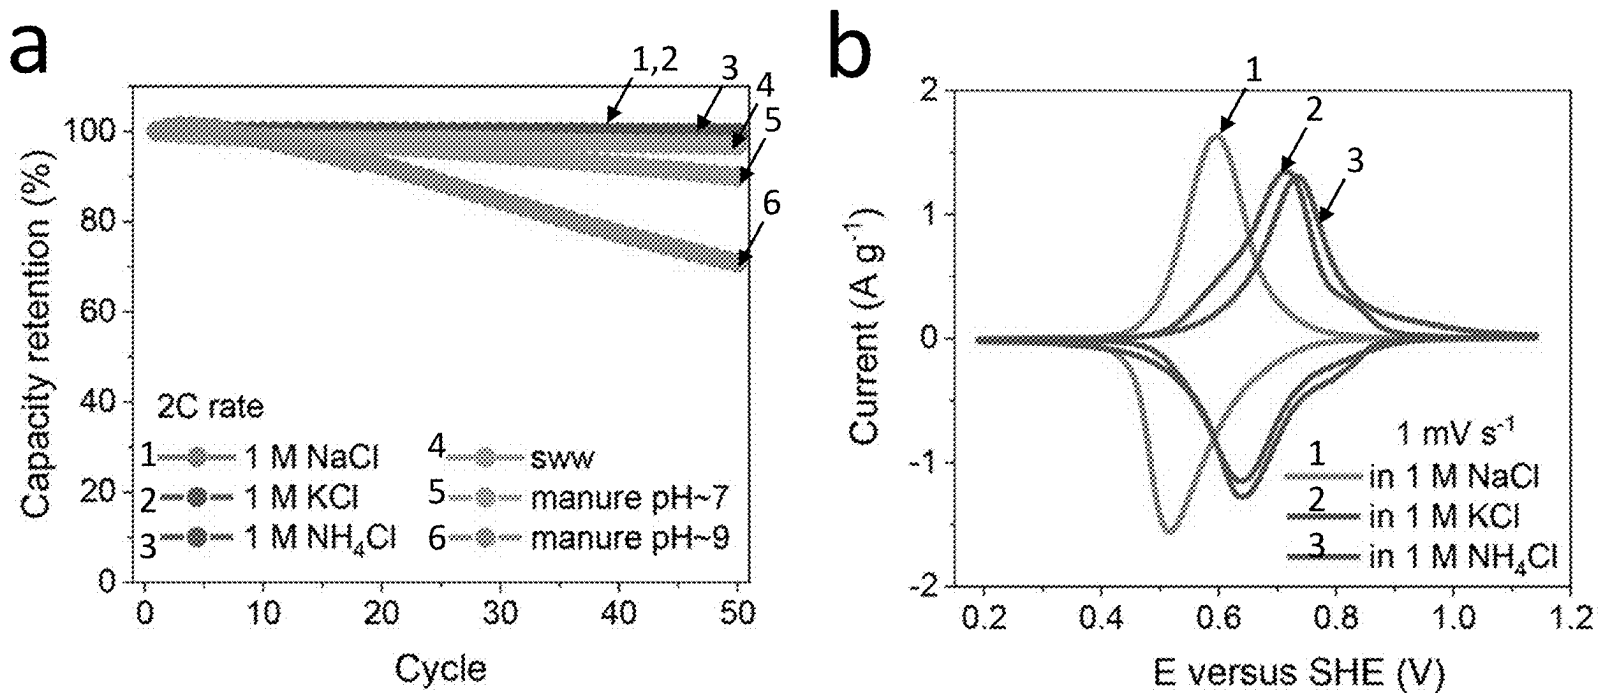 a
1,2
3
4
5
6
100
80
60
40
20
0
Capacity retention (%)
2C rate
1 1 M NaCl
2 1 M KCl
3 1 M NH₄Cl
4 sww
5 manure pH~7
6 manure pH~9
0 10 20 30 40 50
Cycle
b
1
2
3
2
1
0
-1
-2
Current (A g⁻¹)
1 mV s⁻¹
1 in 1 M NaCl
2 in 1 M KCl
3 in 1 M NH₄Cl
0.2 0.4 0.6 0.8 1.0 1.2
E versus SHE (V)